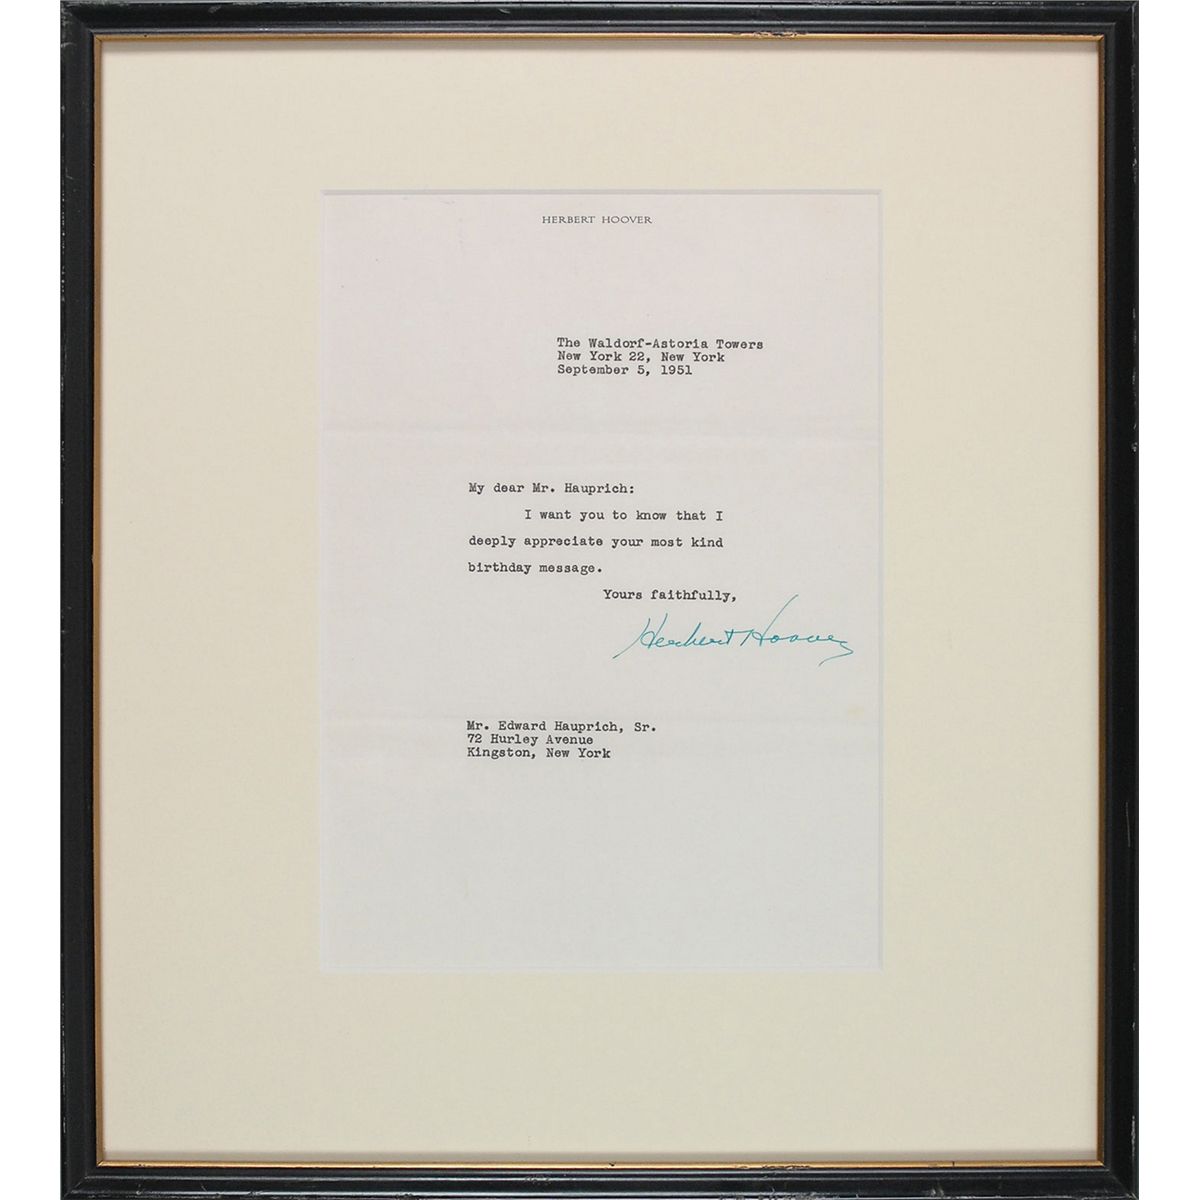 HERBERT HOOVER
The Waldorf-Astoria Towers
New York 22, New York
September 5, 1951
My dear Mr. Hauprich:
I want you to know that I
deeply appreciate your most kind
birthday message.
Yours faithfully,
Herbert Hoover
Mr. Edward Hauprich, Sr.
72 Hurley Avenue
Kingston, New York